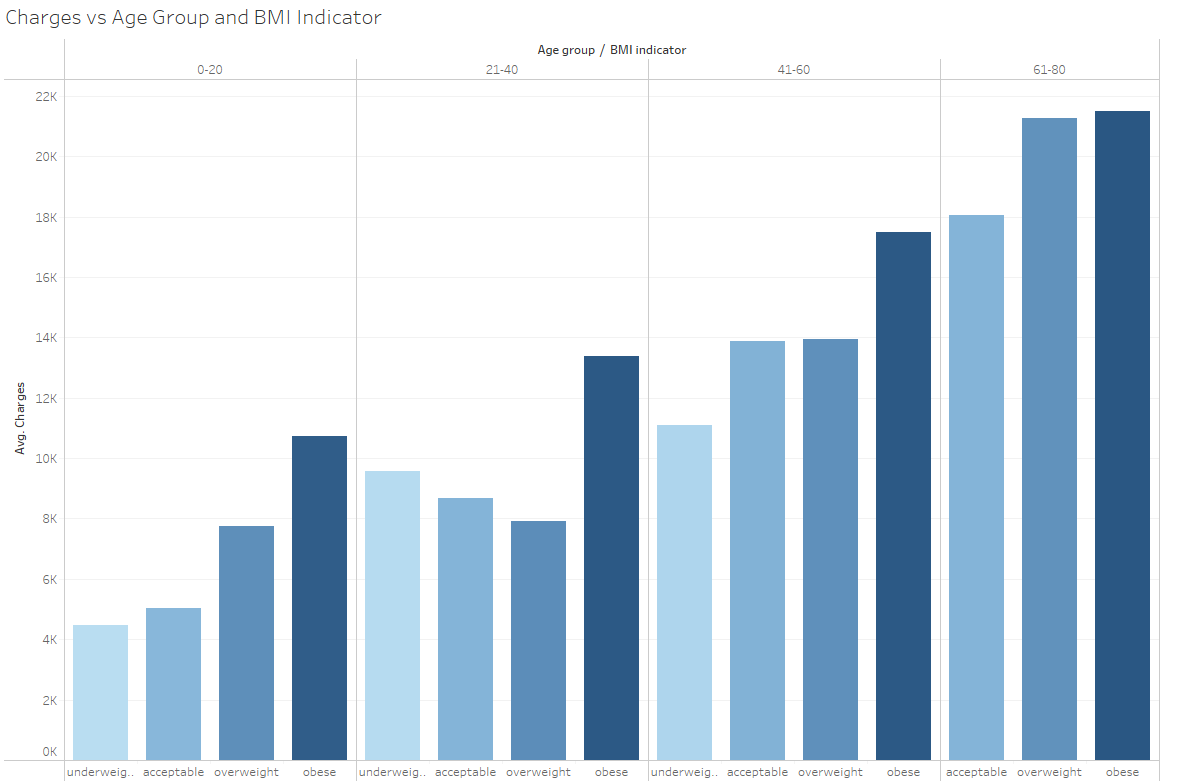 Charges vs Age Group and BMI Indicator
Age group / BMI indicator
0-20 21-40 41-60 61-80
22K
20K
18K
16K
14K
12K
10K
8K
6K
4K
2K
0K
Avg. Charges
underweig.. acceptable overweight obese underweig.. acceptable overweight obese underweig.. acceptable overweight obese acceptable overweight obese